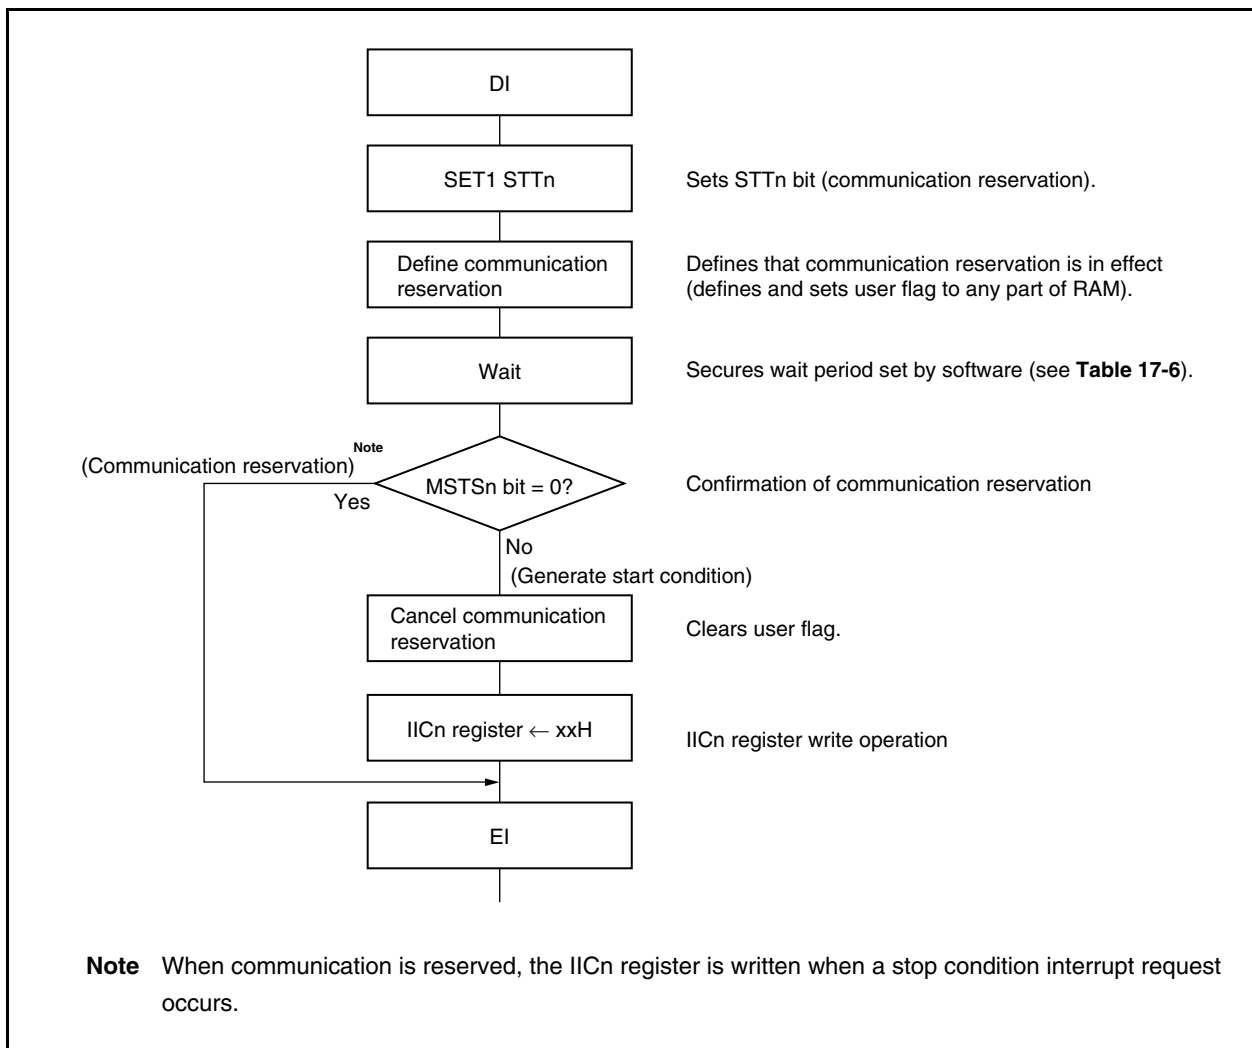 DI
SET1 STTn
Sets STTn bit (communication reservation).
Define communication
reservation
Defines that communication reservation is in effect
(defines and sets user flag to any part of RAM).
Wait
Secures wait period set by software (see Table 17-6).
(Communication reservation)Note
Yes
MSTSn bit = 0?
Confirmation of communication reservation
No
(Generate start condition)
Cancel communication
reservation
Clears user flag.
IICn register ← xxH
IICn register write operation
EI
Note When communication is reserved, the IICn register is written when a stop condition interrupt request
occurs.